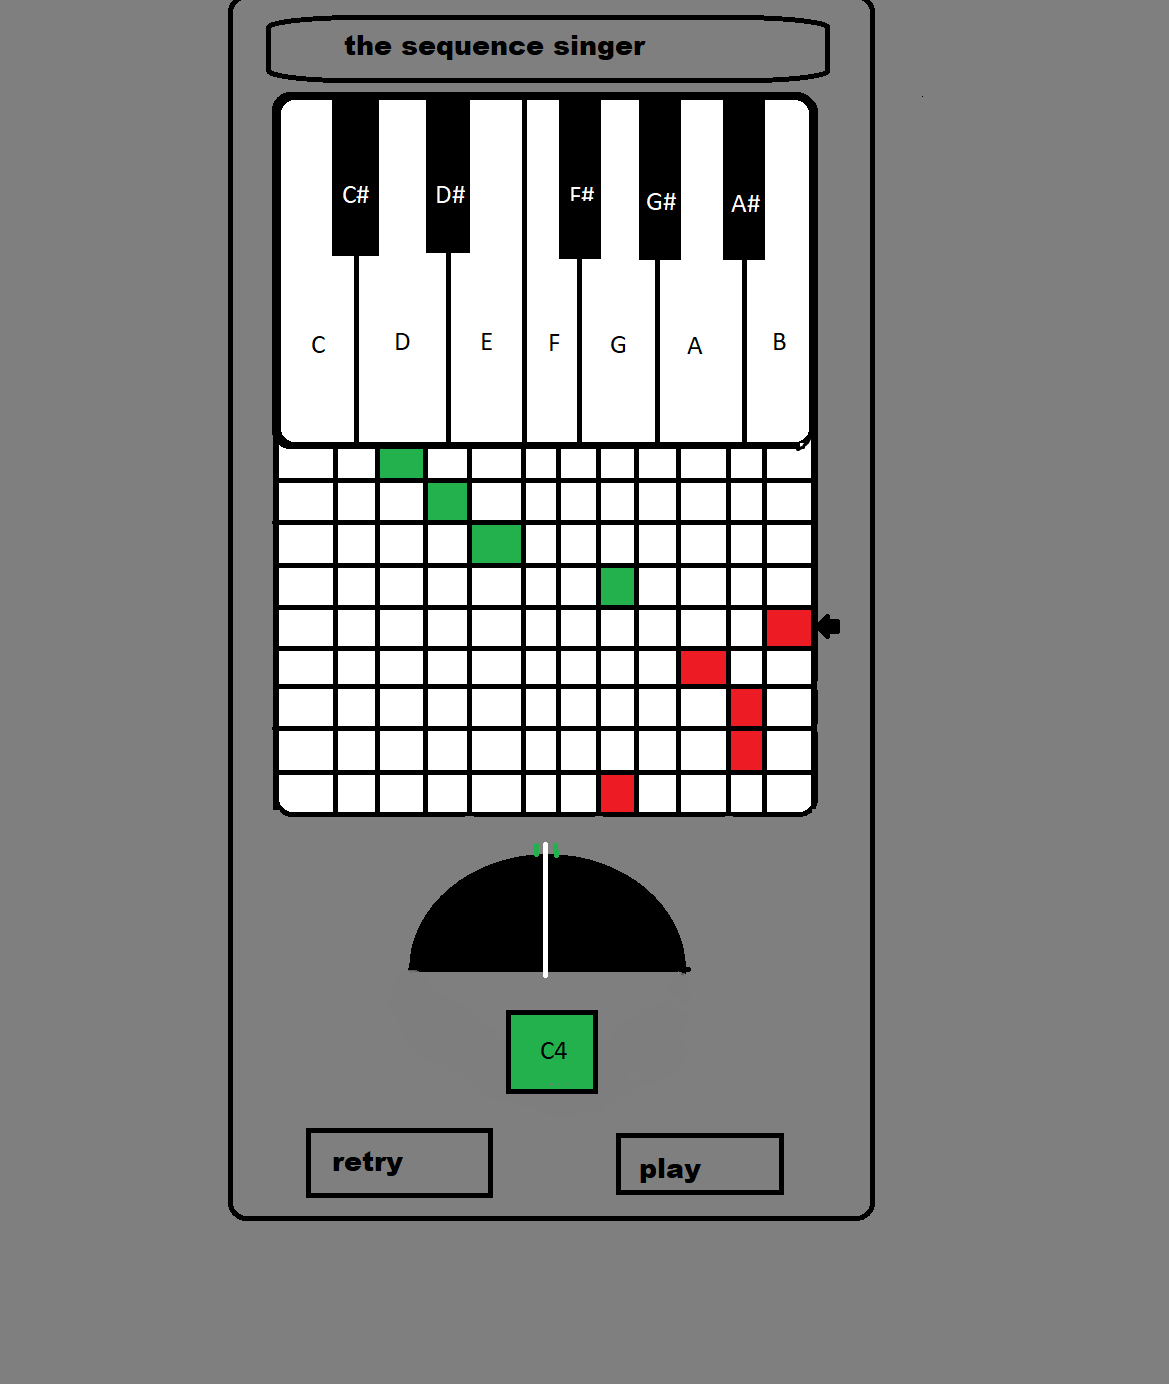 the sequence singer
C# D# F# G# A#
C D E F G A B
C4
retry
play